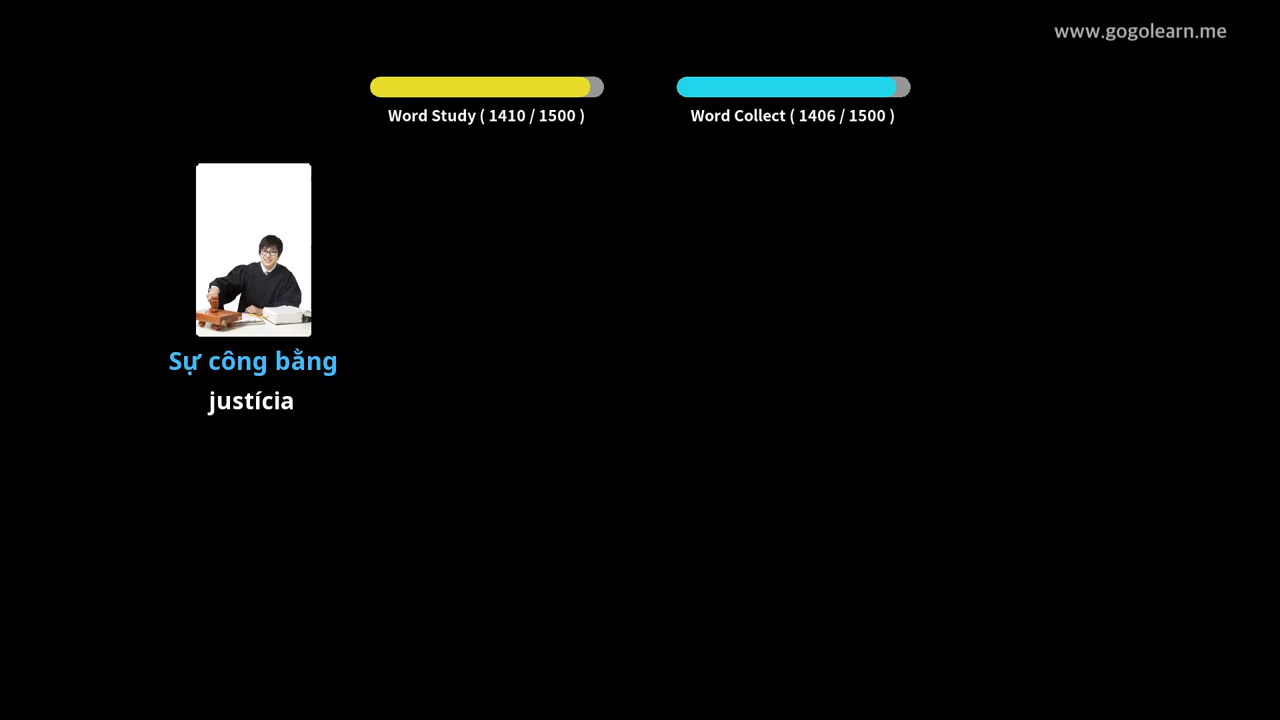 www.gogolearn.me
Word Study ( 1410 / 1500 )
Word Collect ( 1406 / 1500 )
Sự công bằng
justícia